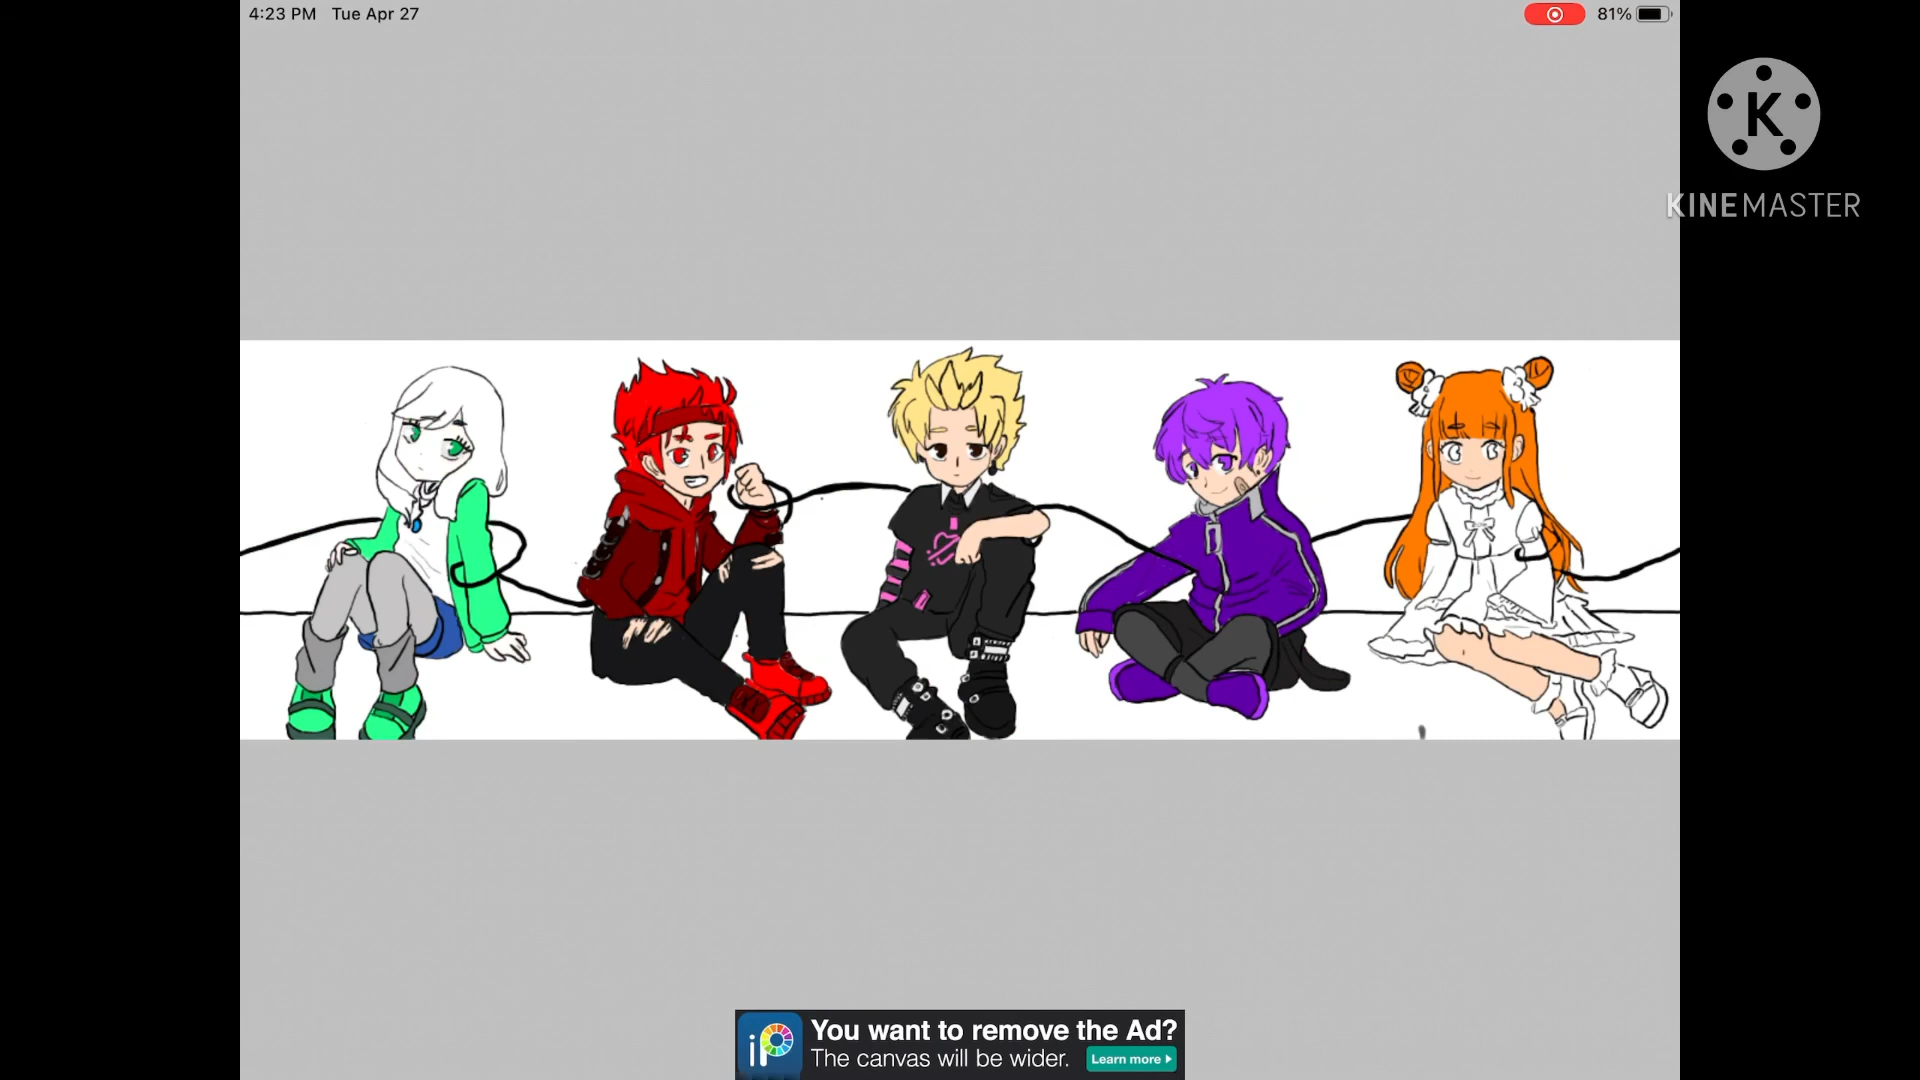 4:23 PM Tue Apr 27
81%
K
KINEMASTER
iP
You want to remove the Ad?
The canvas will be wider.
Learn more